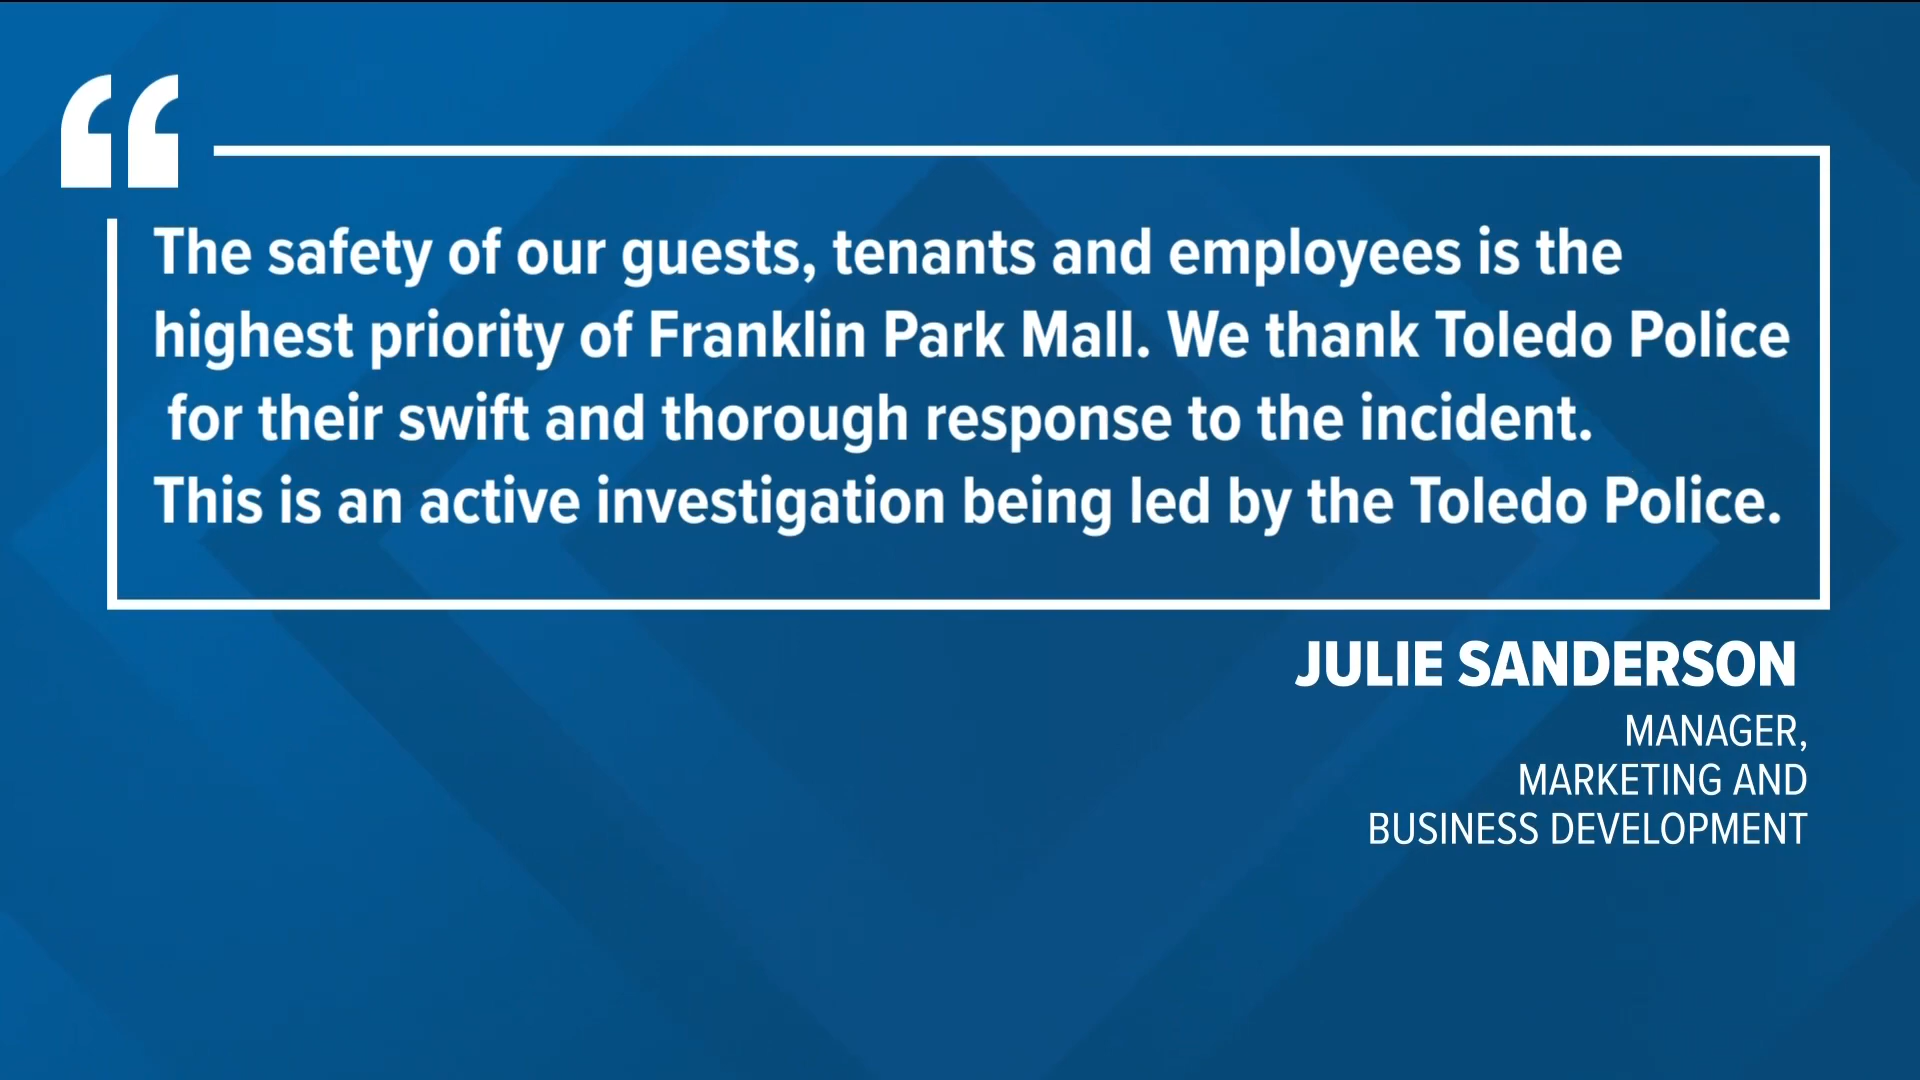 “
The safety of our guests, tenants and employees is the
highest priority of Franklin Park Mall. We thank Toledo Police
for their swift and thorough response to the incident.
This is an active investigation being led by the Toledo Police.
JULIE SANDERSON
MANAGER,
MARKETING AND
BUSINESS DEVELOPMENT